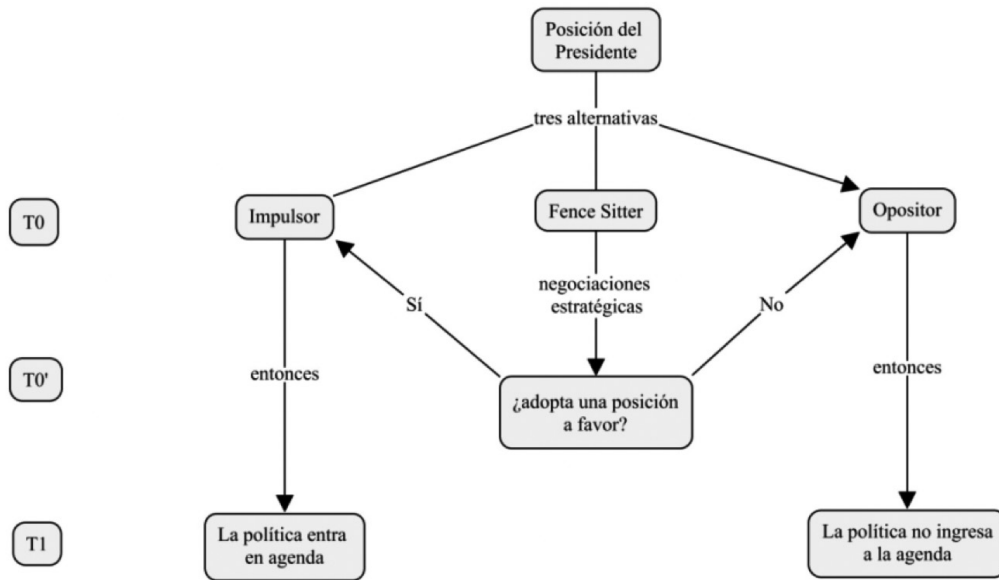 Posición del
Presidente
tres alternativas
T0
Impulsor
Fence Sitter
Opositor
negociaciones
estratégicas
Sí
No
T0'
entonces
¿adopta una posición
a favor?
entonces
T1
La política entra
en agenda
La política no ingresa
a la agenda